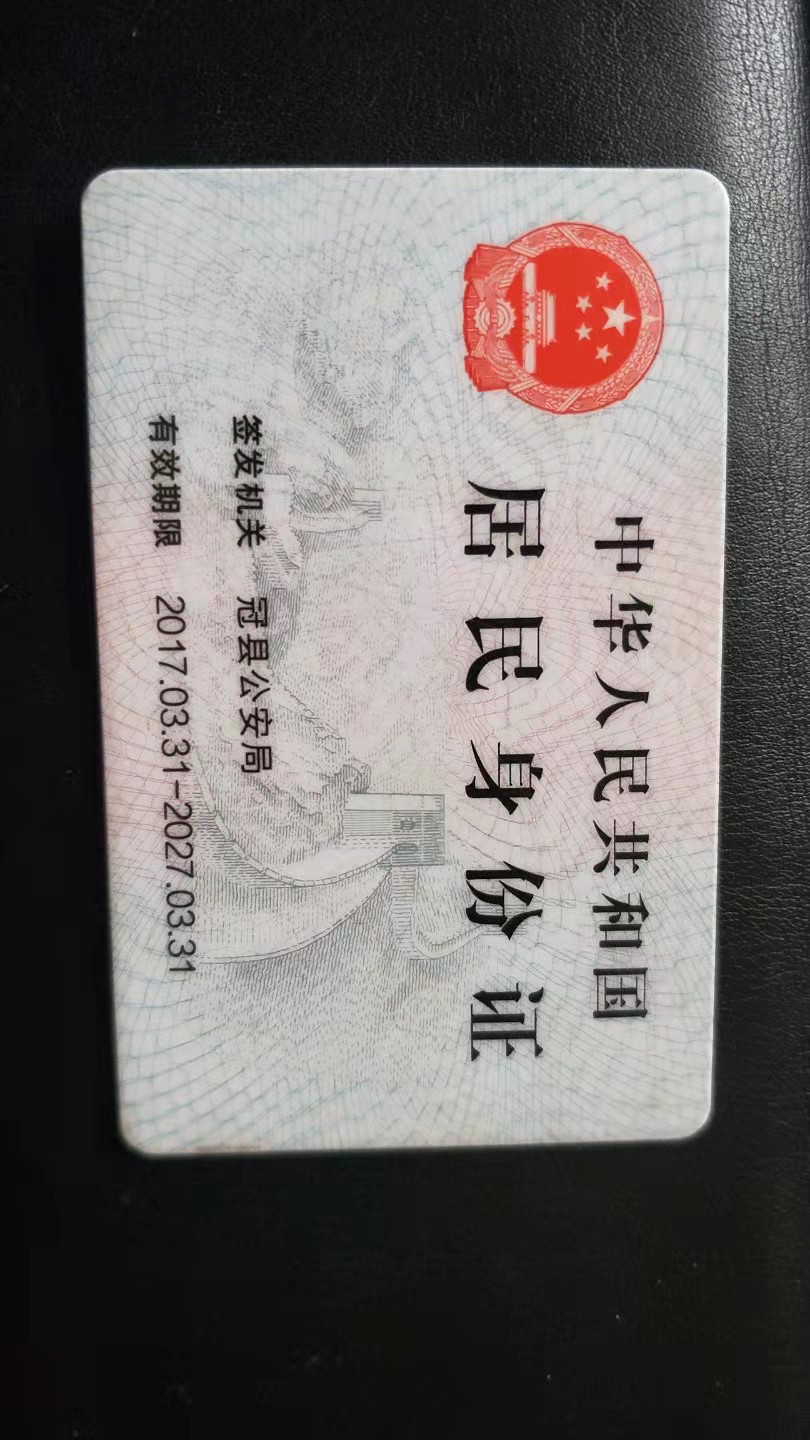 中华人民共和国
居民身份证
签发机关 冠县公安局
有效期限 2017.03.31-2027.03.31